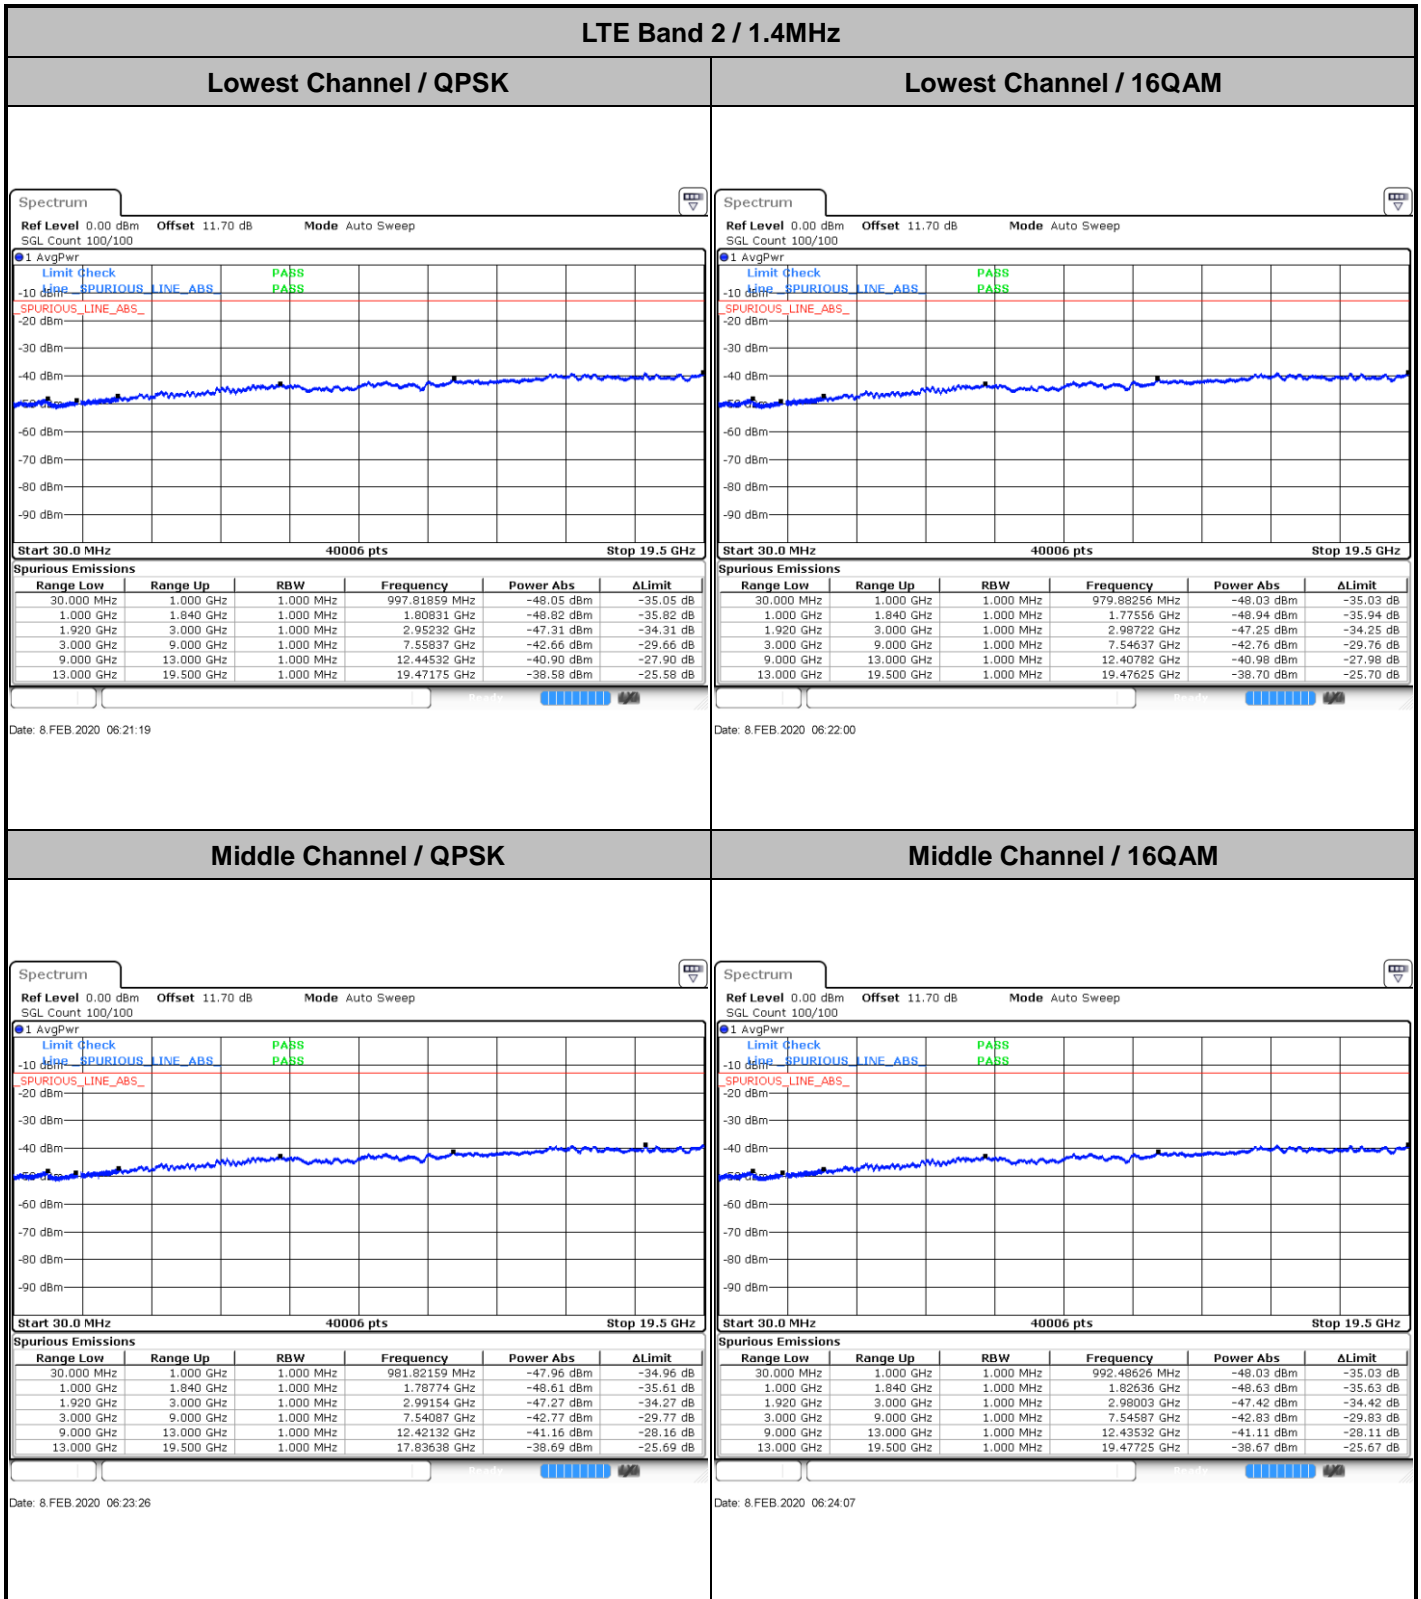 LTE Band 2 / 1.4MHz
Lowest Channel / QPSK
Lowest Channel / 16QAM
Spectrum
Ref Level 0.00 dBm Offset 11.70 dB Mode Auto Sweep
SGL Count 100/100
1 AvgPwr
Limit Check PASS
Line _SPURIOUS_LINE_ABS_ PASS
-10 dBm
_SPURIOUS_LINE_ABS_
-20 dBm
-30 dBm
-40 dBm
-50 dBm
-60 dBm
-70 dBm
-80 dBm
-90 dBm
Start 30.0 MHz 40006 pts Stop 19.5 GHz
Spurious Emissions
Range Low Range Up RBW Frequency Power Abs ΔLimit
30.000 MHz 1.000 GHz 1.000 MHz 997.81859 MHz -48.05 dBm -35.05 dB
1.000 GHz 1.840 GHz 1.000 MHz 1.80831 GHz -48.82 dBm -35.82 dB
1.920 GHz 3.000 GHz 1.000 MHz 2.95232 GHz -47.31 dBm -34.31 dB
3.000 GHz 9.000 GHz 1.000 MHz 7.55837 GHz -42.66 dBm -29.66 dB
9.000 GHz 13.000 GHz 1.000 MHz 12.44532 GHz -40.90 dBm -27.90 dB
13.000 GHz 19.500 GHz 1.000 MHz 19.47175 GHz -38.58 dBm -25.58 dB
Ready
Date: 8.FEB.2020 06:21:19
Spectrum
Ref Level 0.00 dBm Offset 11.70 dB Mode Auto Sweep
SGL Count 100/100
1 AvgPwr
Limit Check PASS
Line _SPURIOUS_LINE_ABS_ PASS
-10 dBm
_SPURIOUS_LINE_ABS_
-20 dBm
-30 dBm
-40 dBm
-50 dBm
-60 dBm
-70 dBm
-80 dBm
-90 dBm
Start 30.0 MHz 40006 pts Stop 19.5 GHz
Spurious Emissions
Range Low Range Up RBW Frequency Power Abs ΔLimit
30.000 MHz 1.000 GHz 1.000 MHz 979.88256 MHz -48.03 dBm -35.03 dB
1.000 GHz 1.840 GHz 1.000 MHz 1.77556 GHz -48.94 dBm -35.94 dB
1.920 GHz 3.000 GHz 1.000 MHz 2.98722 GHz -47.25 dBm -34.25 dB
3.000 GHz 9.000 GHz 1.000 MHz 7.54637 GHz -42.76 dBm -29.76 dB
9.000 GHz 13.000 GHz 1.000 MHz 12.40782 GHz -40.98 dBm -27.98 dB
13.000 GHz 19.500 GHz 1.000 MHz 19.47625 GHz -38.70 dBm -25.70 dB
Ready
Date: 8.FEB.2020 06:22:00
Middle Channel / QPSK
Middle Channel / 16QAM
Spectrum
Ref Level 0.00 dBm Offset 11.70 dB Mode Auto Sweep
SGL Count 100/100
1 AvgPwr
Limit Check PASS
Line _SPURIOUS_LINE_ABS_ PASS
-10 dBm
_SPURIOUS_LINE_ABS_
-20 dBm
-30 dBm
-40 dBm
-50 dBm
-60 dBm
-70 dBm
-80 dBm
-90 dBm
Start 30.0 MHz 40006 pts Stop 19.5 GHz
Spurious Emissions
Range Low Range Up RBW Frequency Power Abs ΔLimit
30.000 MHz 1.000 GHz 1.000 MHz 981.82159 MHz -47.96 dBm -34.96 dB
1.000 GHz 1.840 GHz 1.000 MHz 1.78774 GHz -48.61 dBm -35.61 dB
1.920 GHz 3.000 GHz 1.000 MHz 2.99154 GHz -47.27 dBm -34.27 dB
3.000 GHz 9.000 GHz 1.000 MHz 7.54087 GHz -42.77 dBm -29.77 dB
9.000 GHz 13.000 GHz 1.000 MHz 12.42132 GHz -41.16 dBm -28.16 dB
13.000 GHz 19.500 GHz 1.000 MHz 17.83638 GHz -38.69 dBm -25.69 dB
Ready
Date: 8.FEB.2020 06:23:26
Spectrum
Ref Level 0.00 dBm Offset 11.70 dB Mode Auto Sweep
SGL Count 100/100
1 AvgPwr
Limit Check PASS
Line _SPURIOUS_LINE_ABS_ PASS
-10 dBm
_SPURIOUS_LINE_ABS_
-20 dBm
-30 dBm
-40 dBm
-50 dBm
-60 dBm
-70 dBm
-80 dBm
-90 dBm
Start 30.0 MHz 40006 pts Stop 19.5 GHz
Spurious Emissions
Range Low Range Up RBW Frequency Power Abs ΔLimit
30.000 MHz 1.000 GHz 1.000 MHz 992.48626 MHz -48.03 dBm -35.03 dB
1.000 GHz 1.840 GHz 1.000 MHz 1.82636 GHz -48.63 dBm -35.63 dB
1.920 GHz 3.000 GHz 1.000 MHz 2.98003 GHz -47.42 dBm -34.42 dB
3.000 GHz 9.000 GHz 1.000 MHz 7.54587 GHz -42.83 dBm -29.83 dB
9.000 GHz 13.000 GHz 1.000 MHz 12.43532 GHz -41.11 dBm -28.11 dB
13.000 GHz 19.500 GHz 1.000 MHz 19.47725 GHz -38.67 dBm -25.67 dB
Ready
Date: 8.FEB.2020 06:24:07